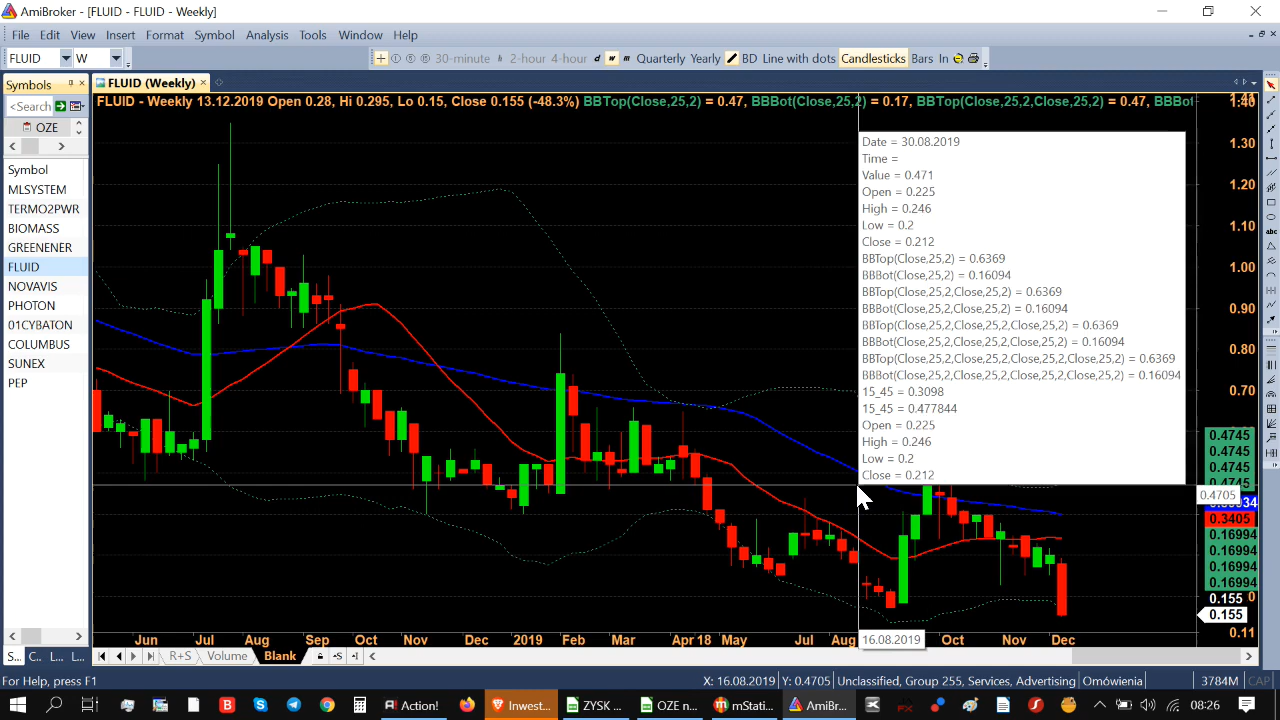 AmiBroker - [FLUID - FLUID - Weekly]
File Edit View Insert Format Symbol Analysis Tools Window Help
FLUID W 30-minute h 2-hour 4-hour d w m Quarterly Yearly BD Line with dots Candlesticks Bars In
Symbols
FLUID (Weekly)
<Search
OZE
Symbol
MLSYSTEM
TERMO2PWR
BIOMASS
GREENENER
FLUID
NOVAVIS
PHOTON
01CYBATON
COLUMBUS
SUNEX
PEP
FLUID - Weekly 13.12.2019 Open 0.28, Hi 0.295, Lo 0.15, Close 0.155 (-48.3%) BBTop(Close,25,2) = 0.47, BBBot(Close,25,2) = 0.17, BBTop(Close,25,2,Close,25,2) = 0.47, BBBot
Date = 30.08.2019
Time =
Value = 0.471
Open = 0.225
High = 0.246
Low = 0.2
Close = 0.212
BBTop(Close,25,2) = 0.6369
BBBot(Close,25,2) = 0.16094
BBTop(Close,25,2,Close,25,2) = 0.6369
BBBot(Close,25,2,Close,25,2) = 0.16094
BBTop(Close,25,2,Close,25,2,Close,25,2) = 0.6369
BBBot(Close,25,2,Close,25,2,Close,25,2) = 0.16094
BBTop(Close,25,2,Close,25,2,Close,25,2,Close,25,2) = 0.6369
BBBot(Close,25,2,Close,25,2,Close,25,2,Close,25,2) = 0.16094
15_45 = 0.3098
15_45 = 0.477844
Open = 0.225
High = 0.246
Low = 0.2
Close = 0.212
1.40
1.30
1.20
1.10
1.00
0.90
0.80
0.70
0.4745
0.4745
0.4745
0.4745
0.4705
0.3405
0.16994
0.16994
0.16994
0.16994
0.155
0.155
0.11
Jun Jul Aug Sep Oct Nov Dec 2019 Feb Mar Apr 18 May Jul Aug 16.08.2019 Oct Nov Dec
S... C... L... L...
R+S Volume Blank
For Help, press F1
X: 16.08.2019 Y: 0.4705 Unclassified, Group 255, Services, Advertising Omówienia 3784M CAP
Action! Inwest... ZYSK ... OZE n... mStati... AmiBr... FX 08:26